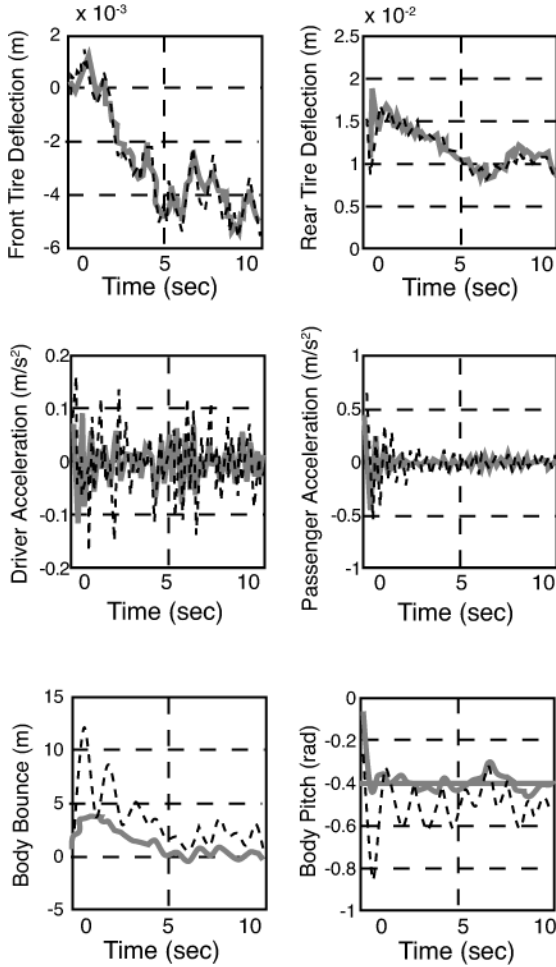 x 10⁻³
Front Tire Deflection (m)
0
-2
-4
-6
0 5 10
Time (sec)
x 10⁻²
Rear Tire Deflection (m)
2.5
2
1.5
1
0.5
0
0 5 10
Time (sec)
Driver Acceleration (m/s²)
0.2
0.1
0
-0.1
-0.2
0 5 10
Time (sec)
Passenger Acceleration (m/s²)
1
0.5
0
-0.5
-1
0 5 10
Time (sec)
Body Bounce (m)
15
10
5
0
-5
0 5 10
Time (sec)
Body Pitch (rad)
0
-0.2
-0.4
-0.6
-0.8
-1
0 5 10
Time (sec)